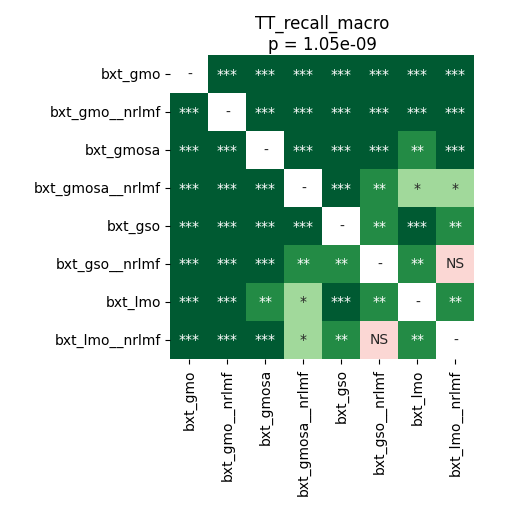 TT_recall_macro
p = 1.05e-09
bxt_gmo - *** *** *** *** *** *** ***
bxt_gmo__nrlmf *** - *** *** *** *** *** ***
bxt_gmosa *** *** - *** *** *** ** ***
bxt_gmosa__nrlmf *** *** *** - *** ** * *
bxt_gso *** *** *** *** - ** *** **
bxt_gso__nrlmf *** *** *** ** ** - ** NS
bxt_lmo *** *** ** * *** ** - **
bxt_lmo__nrlmf *** *** *** * ** NS ** -
bxt_gmo
bxt_gmo__nrlmf
bxt_gmosa
bxt_gmosa__nrlmf
bxt_gso
bxt_gso__nrlmf
bxt_lmo
bxt_lmo__nrlmf